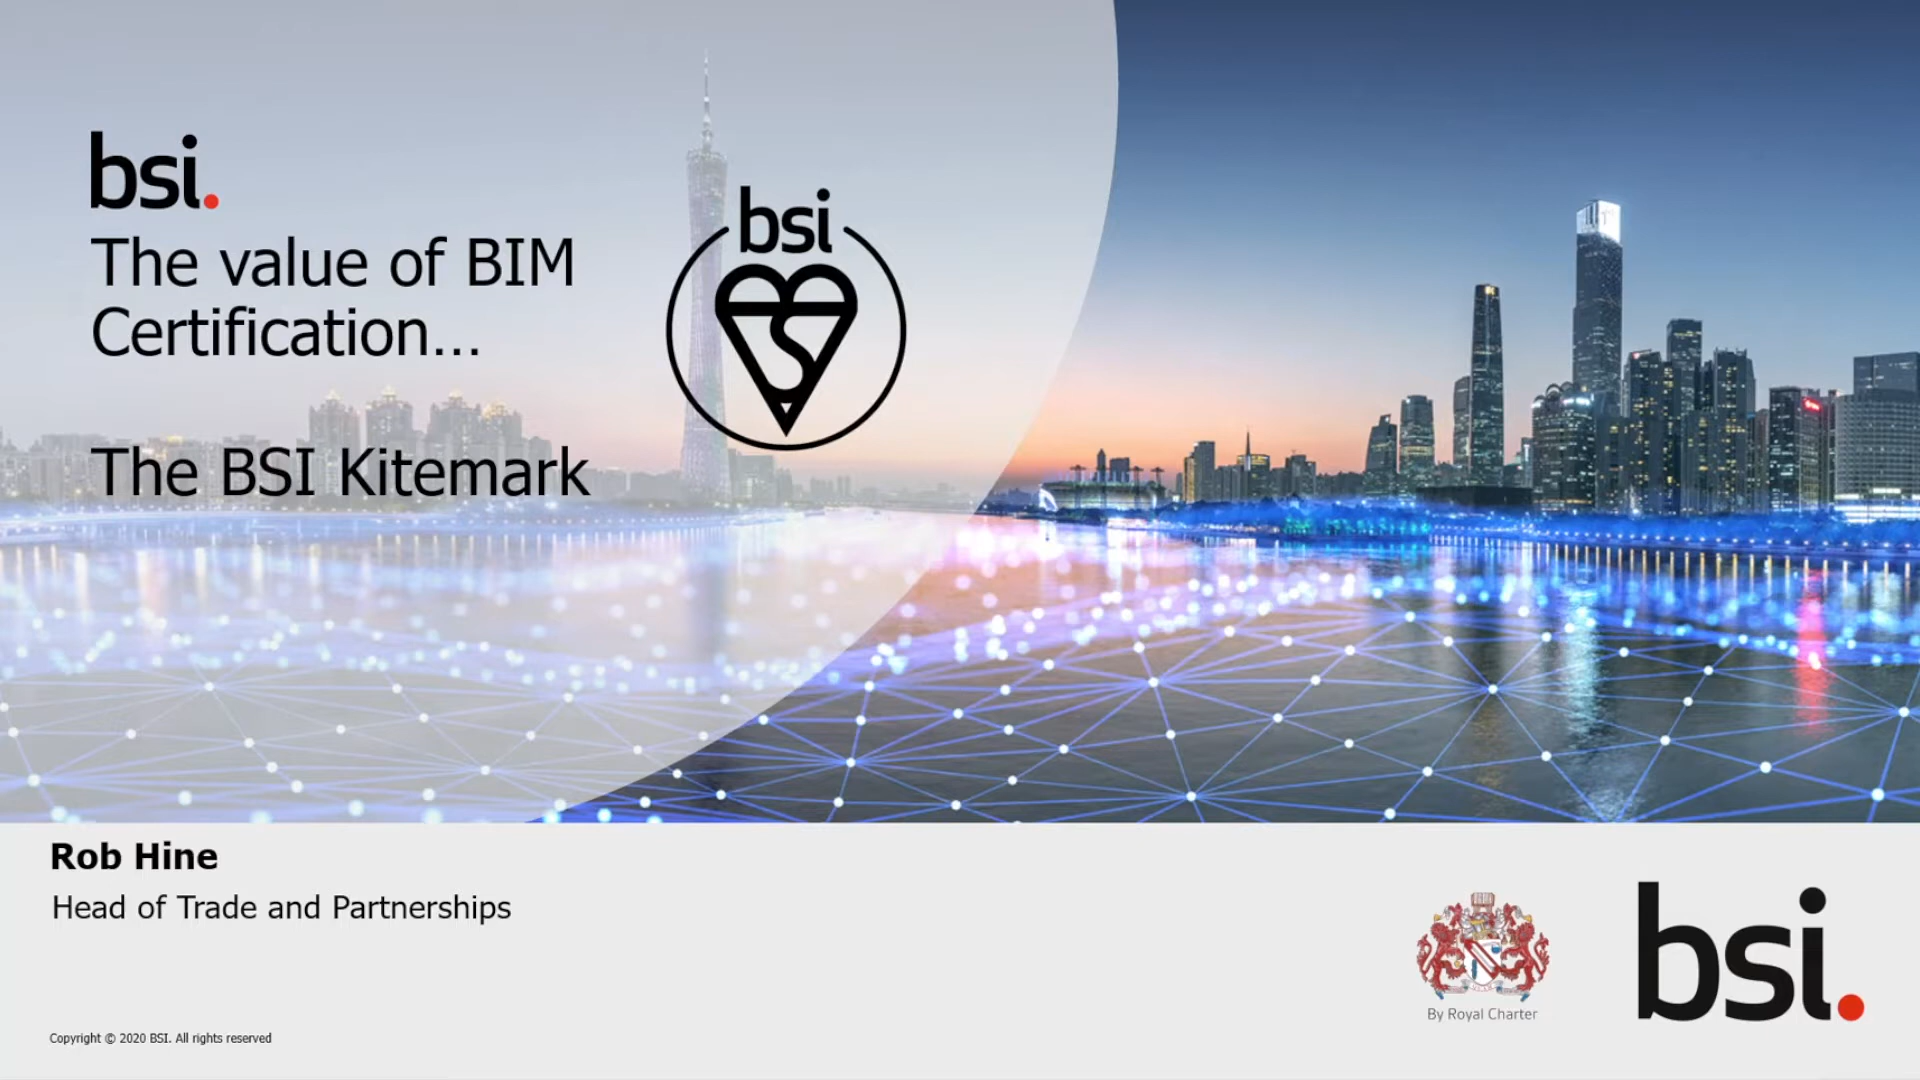 bsi.
The value of BIM
Certification...
The BSI Kitemark
bsi
Rob Hine
Head of Trade and Partnerships
By Royal Charter
bsi.
Copyright © 2020 BSI. All rights reserved